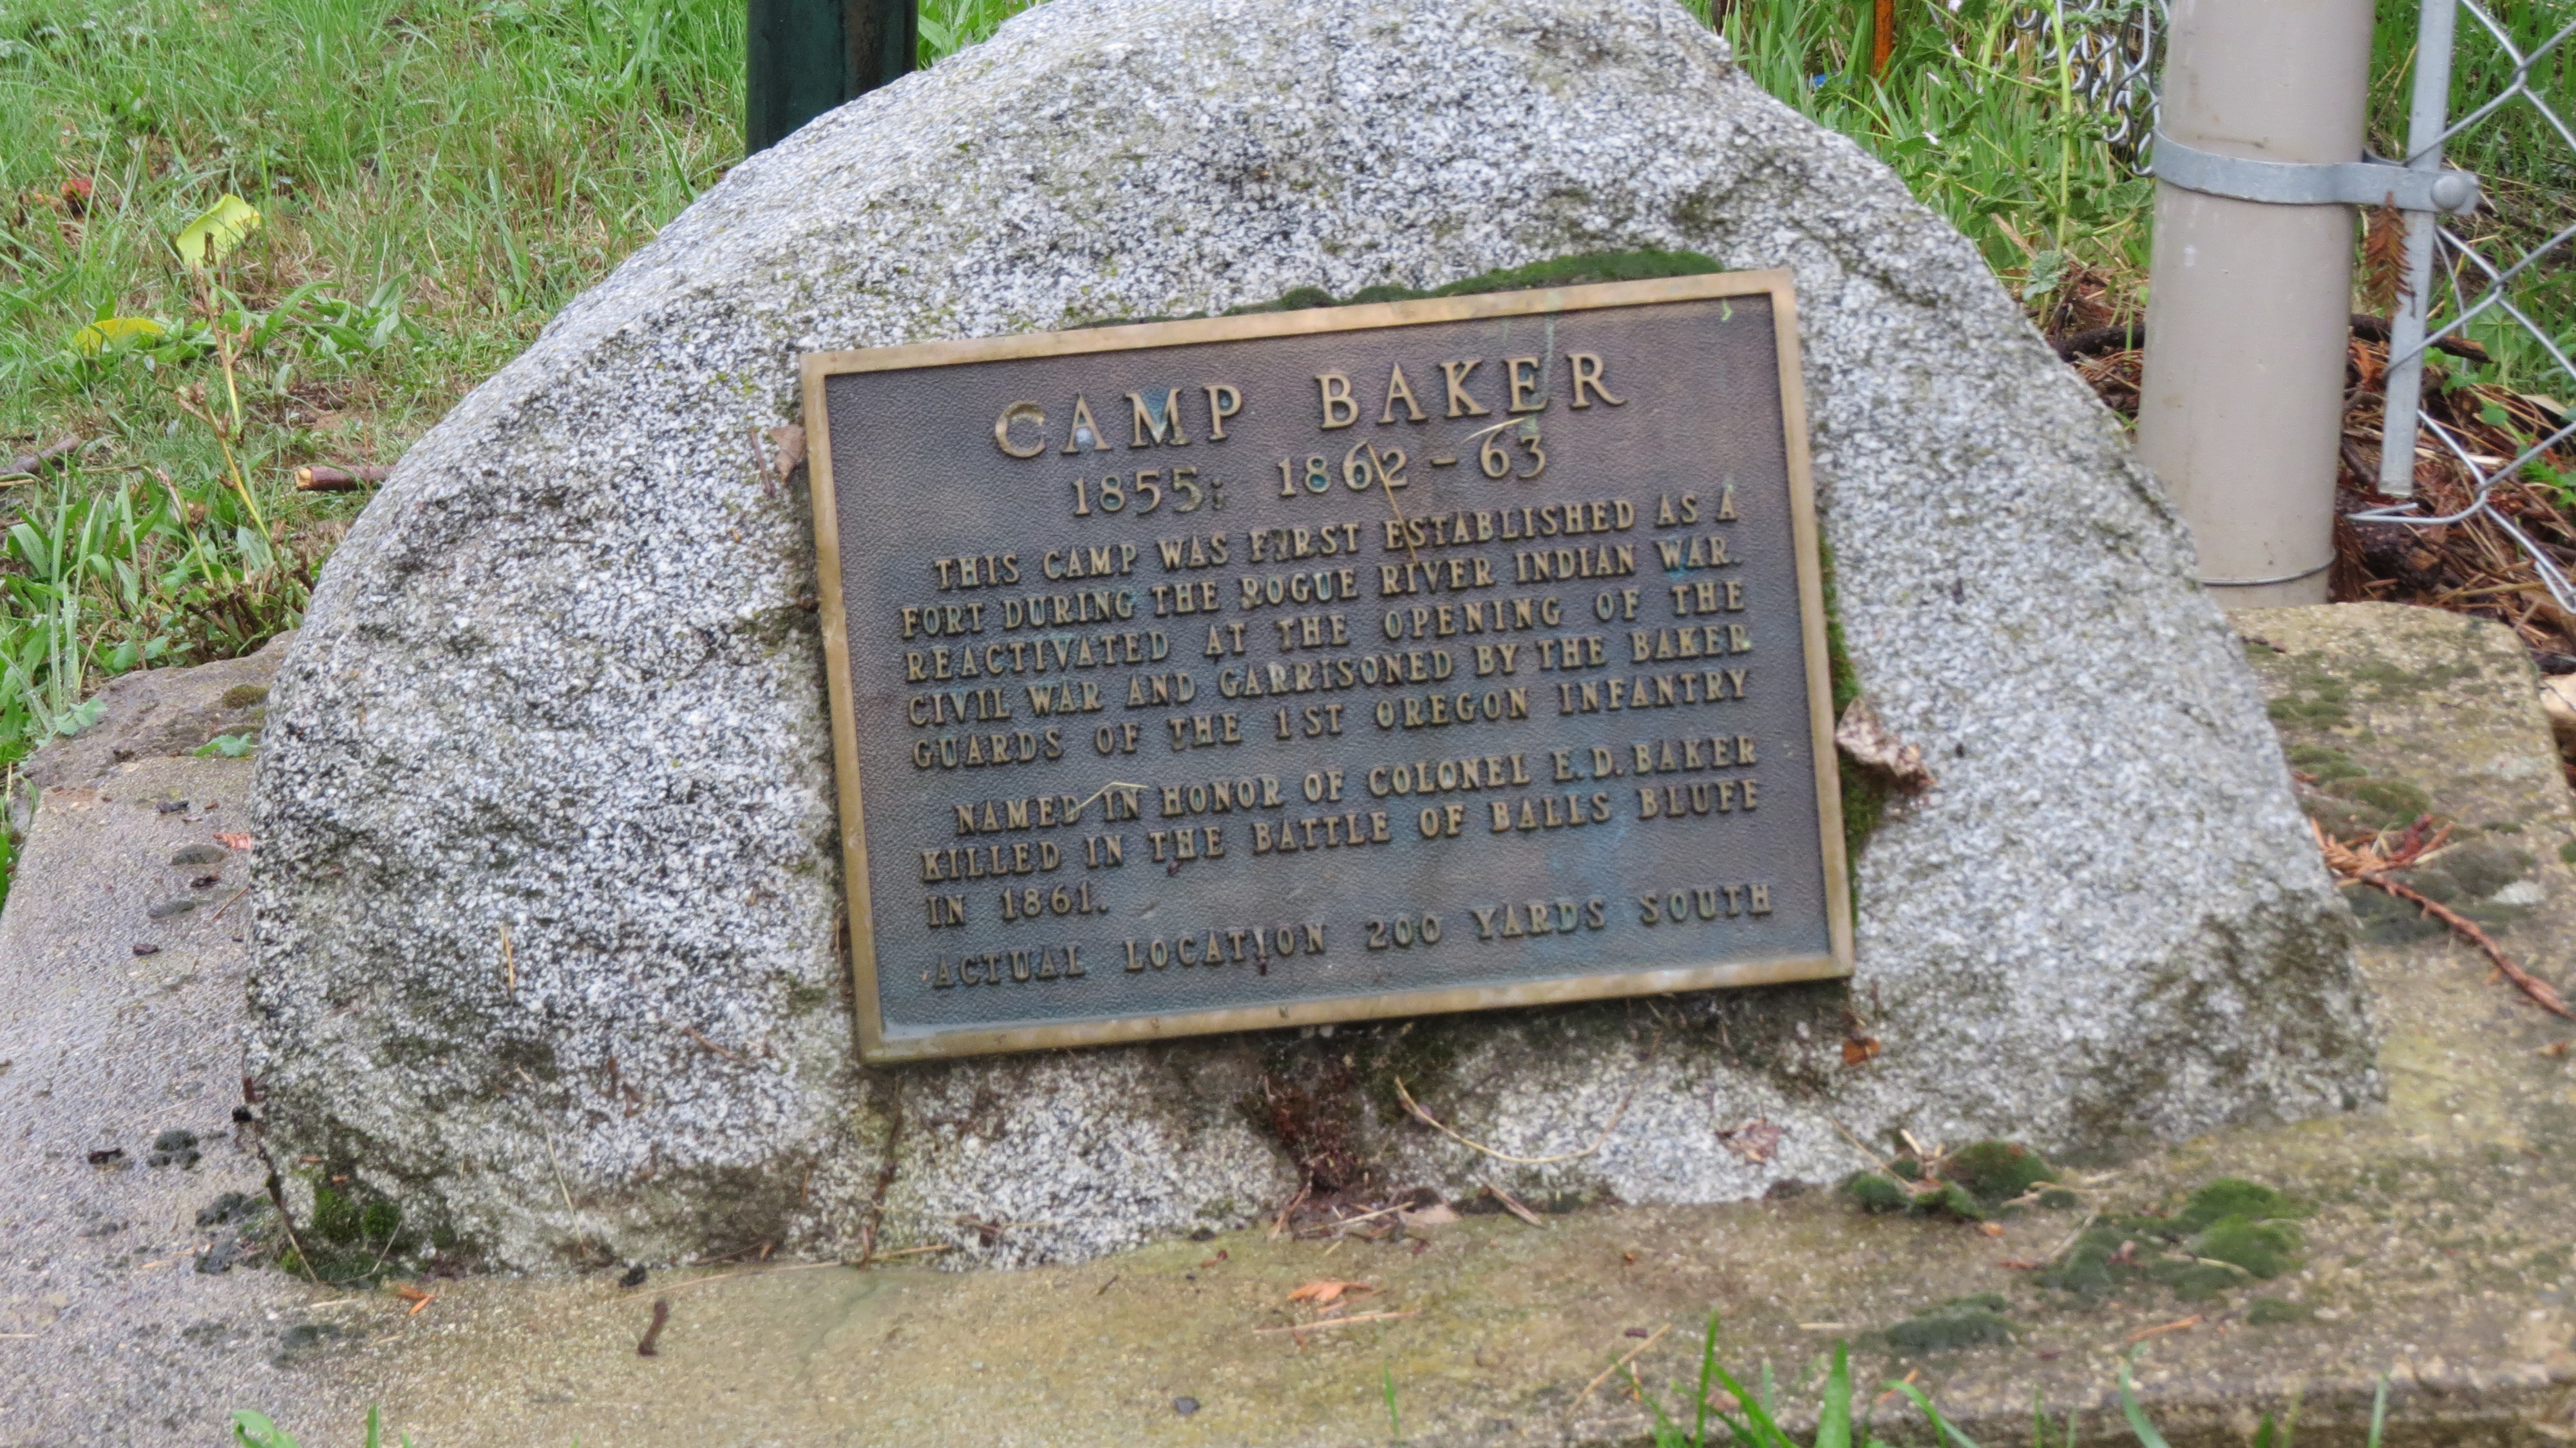 CAMP BAKER
1855; 1862-63
THIS CAMP WAS FIRST ESTABLISHED AS A
FORT DURING THE ROGUE RIVER INDIAN WAR.
REACTIVATED AT THE OPENING OF THE
CIVIL WAR AND GARRISONED BY THE BAKER
GUARDS OF THE 1ST OREGON INFANTRY
NAMED IN HONOR OF COLONEL E.D. BAKER
KILLED IN THE BATTLE OF BALLS BLUFF
IN 1861.
ACTUAL LOCATION 200 YARDS SOUTH